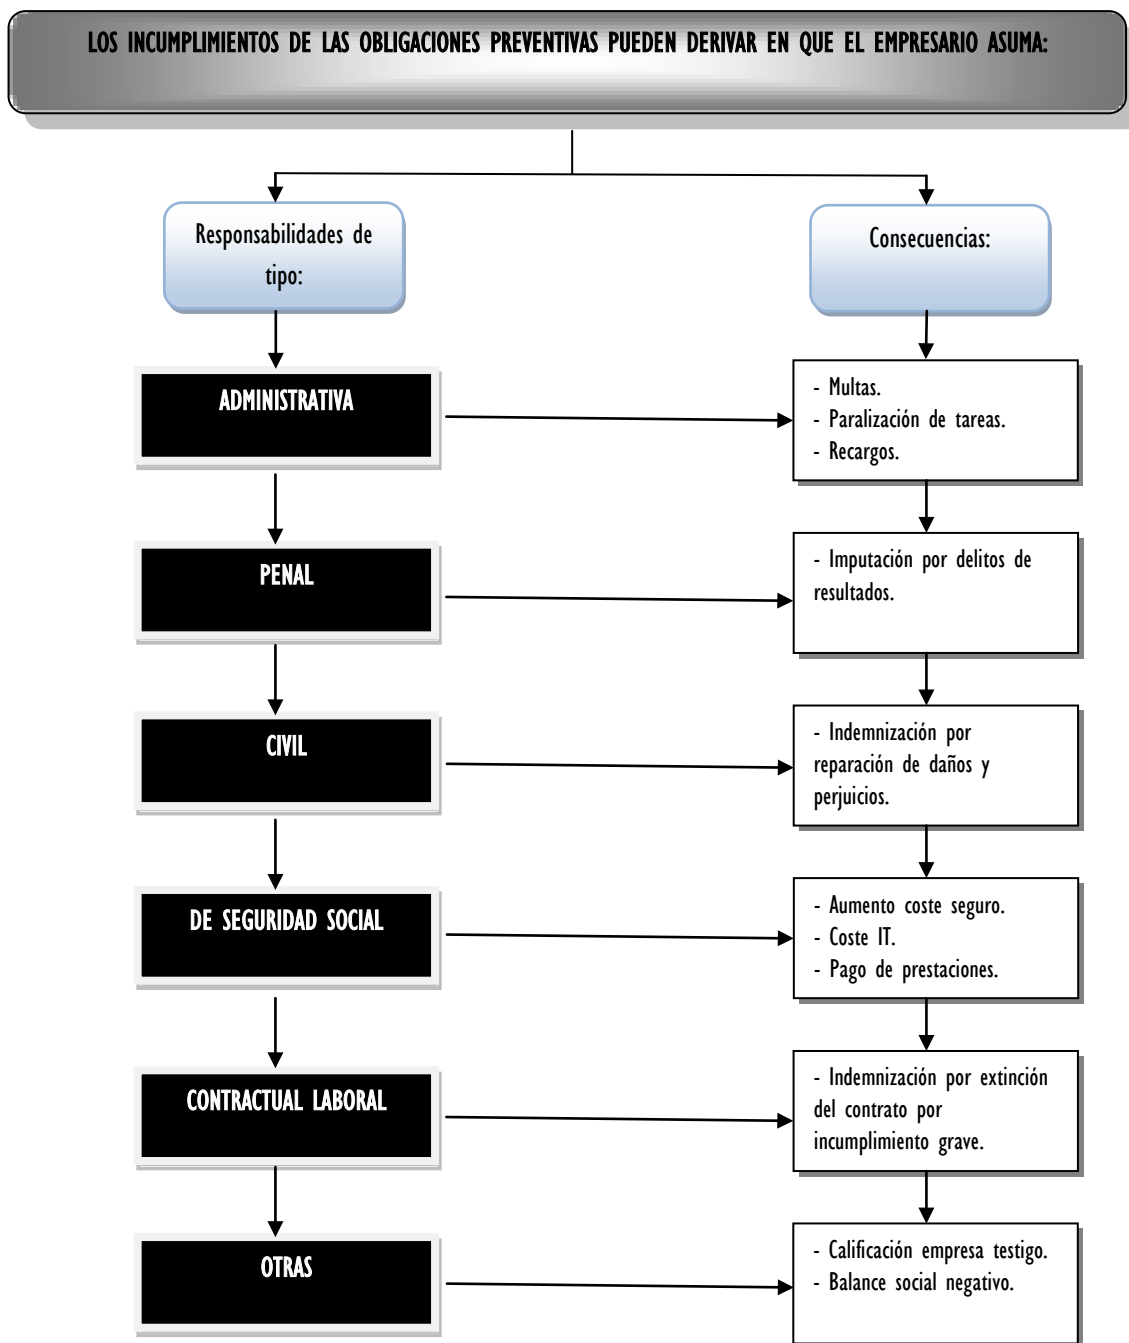 LOS INCUMPLIMIENTOS DE LAS OBLIGACIONES PREVENTIVAS PUEDEN DERIVAR EN QUE EL EMPRESARIO ASUMA:
Responsabilidades de
tipo:
Consecuencias:
ADMINISTRATIVA
- Multas.
- Paralización de tareas.
- Recargos.
PENAL
- Imputación por delitos de
resultados.
CIVIL
- Indemnización por
reparación de daños y
perjuicios.
DE SEGURIDAD SOCIAL
- Aumento coste seguro.
- Coste IT.
- Pago de prestaciones.
CONTRACTUAL LABORAL
- Indemnización por extinción
del contrato por
incumplimiento grave.
OTRAS
- Calificación empresa testigo.
- Balance social negativo.